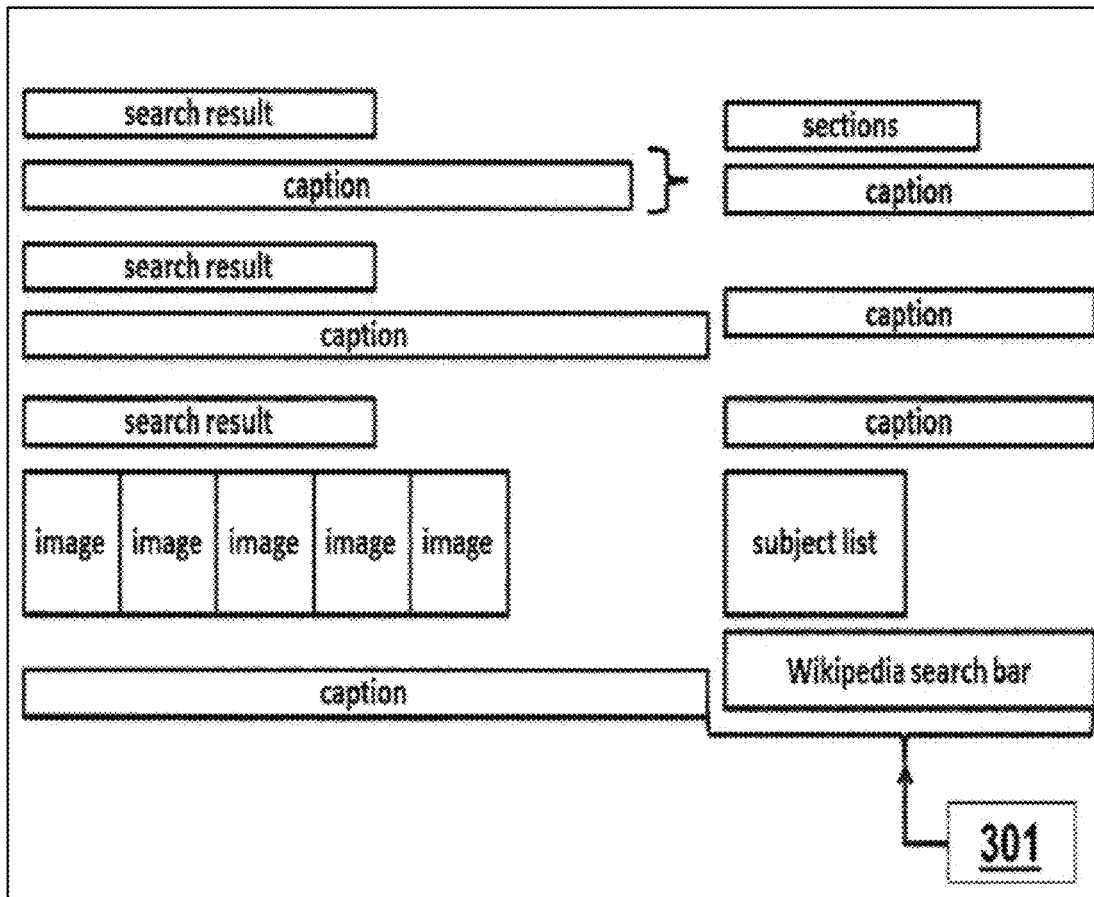 search result
caption
search result
caption
search result
image image image image image
caption
sections
caption
caption
caption
subject list
Wikipedia search bar
301